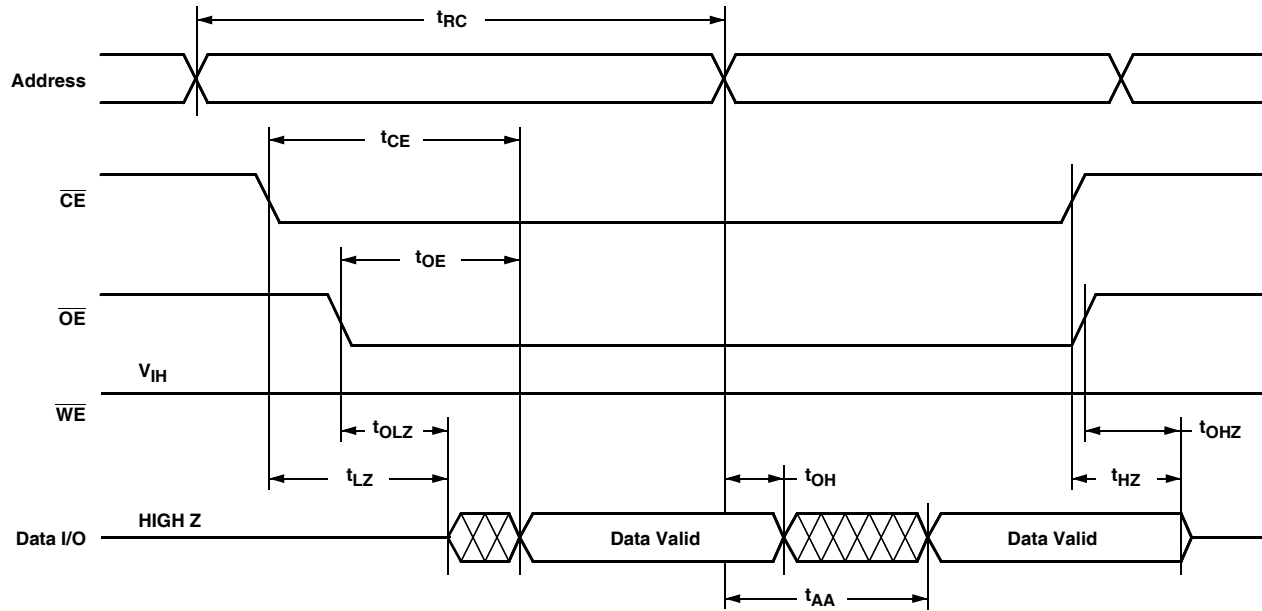 tRC
Address
tCE
CE
tOE
OE
VIH
WE
tOLZ
tOHZ
tLZ
tOH
tHZ
HIGH Z
Data I/O
Data Valid
Data Valid
tAA